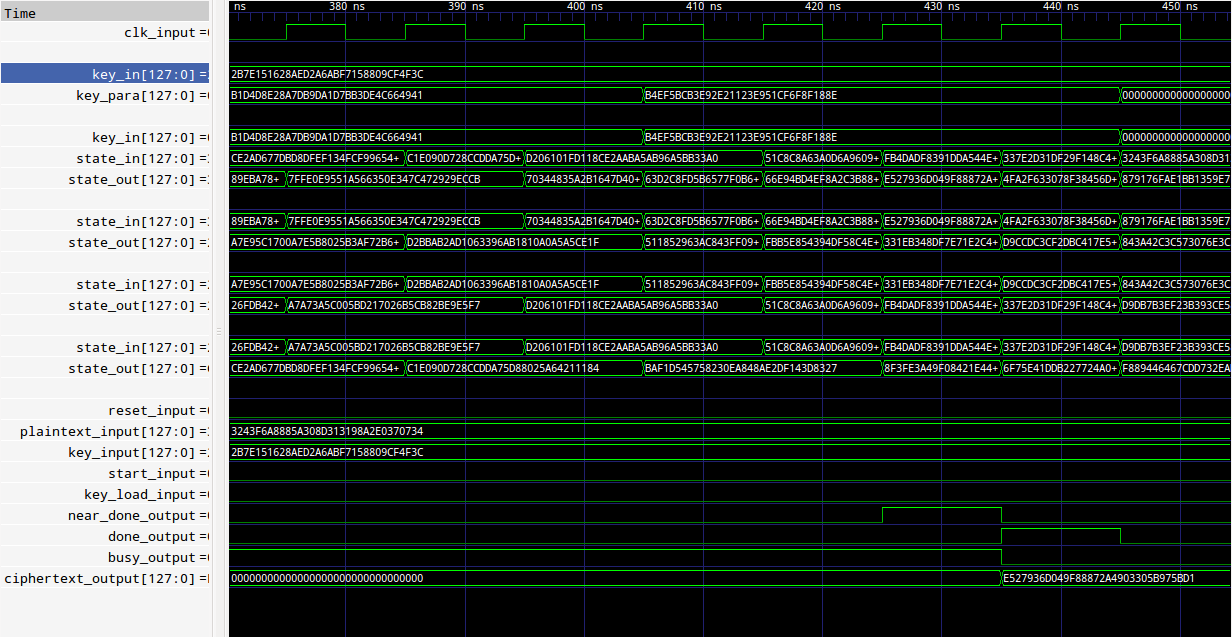 Time
ns 380 ns 390 ns 400 ns 410 ns 420 ns 430 ns 440 ns 450 ns
clk_input =
key_in[127:0] = 2B7E151628AED2A6ABF7158809CF4F3C
key_para[127:0] = B1D4D8E28A7DB9DA1D7BB3DE4C664941 B4EF5BCB3E92E21123E951CF6F8F188E 000000000000000000
key_in[127:0] = B1D4D8E28A7DB9DA1D7BB3DE4C664941 B4EF5BCB3E92E21123E951CF6F8F188E 000000000000000000
state_in[127:0] = CE2AD677DBD8DFEF134FCF99654+ C1E090D728CCDDA75D+ D206101FD118CE2AABA5AB96A5BB33A0 51C8C8A63A0D6A9609+ FB4DADF8391DDA544E+ 337E2D31DF29F148C4+ 3243F6A8885A308D31
state_out[127:0] = 89EBA78+ 7FFE0E9551A566350E347C472929ECCB 70344835A2B1647D40+ 63D2C8FD5B6577F0B6+ 66E94BD4EF8A2C3B88+ E527936D049F88872A+ 4FA2F633078F38456D+ 879176FAE1BB1359E7
state_in[127:0] = 89EBA78+ 7FFE0E9551A566350E347C472929ECCB 70344835A2B1647D40+ 63D2C8FD5B6577F0B6+ 66E94BD4EF8A2C3B88+ E527936D049F88872A+ 4FA2F633078F38456D+ 879176FAE1BB1359E7
state_out[127:0] = A7E95C1700A7E5B8025B3AF72B6+ D2BBAB2AD1063396AB1810A0A5A5CE1F 511852963AC843FF09+ FBB5E854394DF58C4E+ 331EB348DF7E71E2C4+ D9CCDC3CF2DBC417E5+ 843A42C3C573076E3C
state_in[127:0] = A7E95C1700A7E5B8025B3AF72B6+ D2BBAB2AD1063396AB1810A0A5A5CE1F 511852963AC843FF09+ FBB5E854394DF58C4E+ 331EB348DF7E71E2C4+ D9CCDC3CF2DBC417E5+ 843A42C3C573076E3C
state_out[127:0] = 26FDB42+ A7A73A5C005BD217026B5CB82BE9E5F7 D206101FD118CE2AABA5AB96A5BB33A0 51C8C8A63A0D6A9609+ FB4DADF8391DDA544E+ 337E2D31DF29F148C4+ D9DB7B3EF23B393CE5
state_in[127:0] = 26FDB42+ A7A73A5C005BD217026B5CB82BE9E5F7 D206101FD118CE2AABA5AB96A5BB33A0 51C8C8A63A0D6A9609+ FB4DADF8391DDA544E+ 337E2D31DF29F148C4+ D9DB7B3EF23B393CE5
state_out[127:0] = CE2AD677DBD8DFEF134FCF99654+ C1E090D728CCDDA75D88025A64211184 BAF1D545758230EA848AE2DF143D8327 8F3FE3A49F08421E44+ 6F75E41DDB227724A0+ F889446467CDD732EA
reset_input =
plaintext_input[127:0] = 3243F6A8885A308D313198A2E0370734
key_input[127:0] = 2B7E151628AED2A6ABF7158809CF4F3C
start_input =
key_load_input =
near_done_output =
done_output =
busy_output =
ciphertext_output[127:0] = 00000000000000000000000000000000 E527936D049F88872A4903305B975BD1